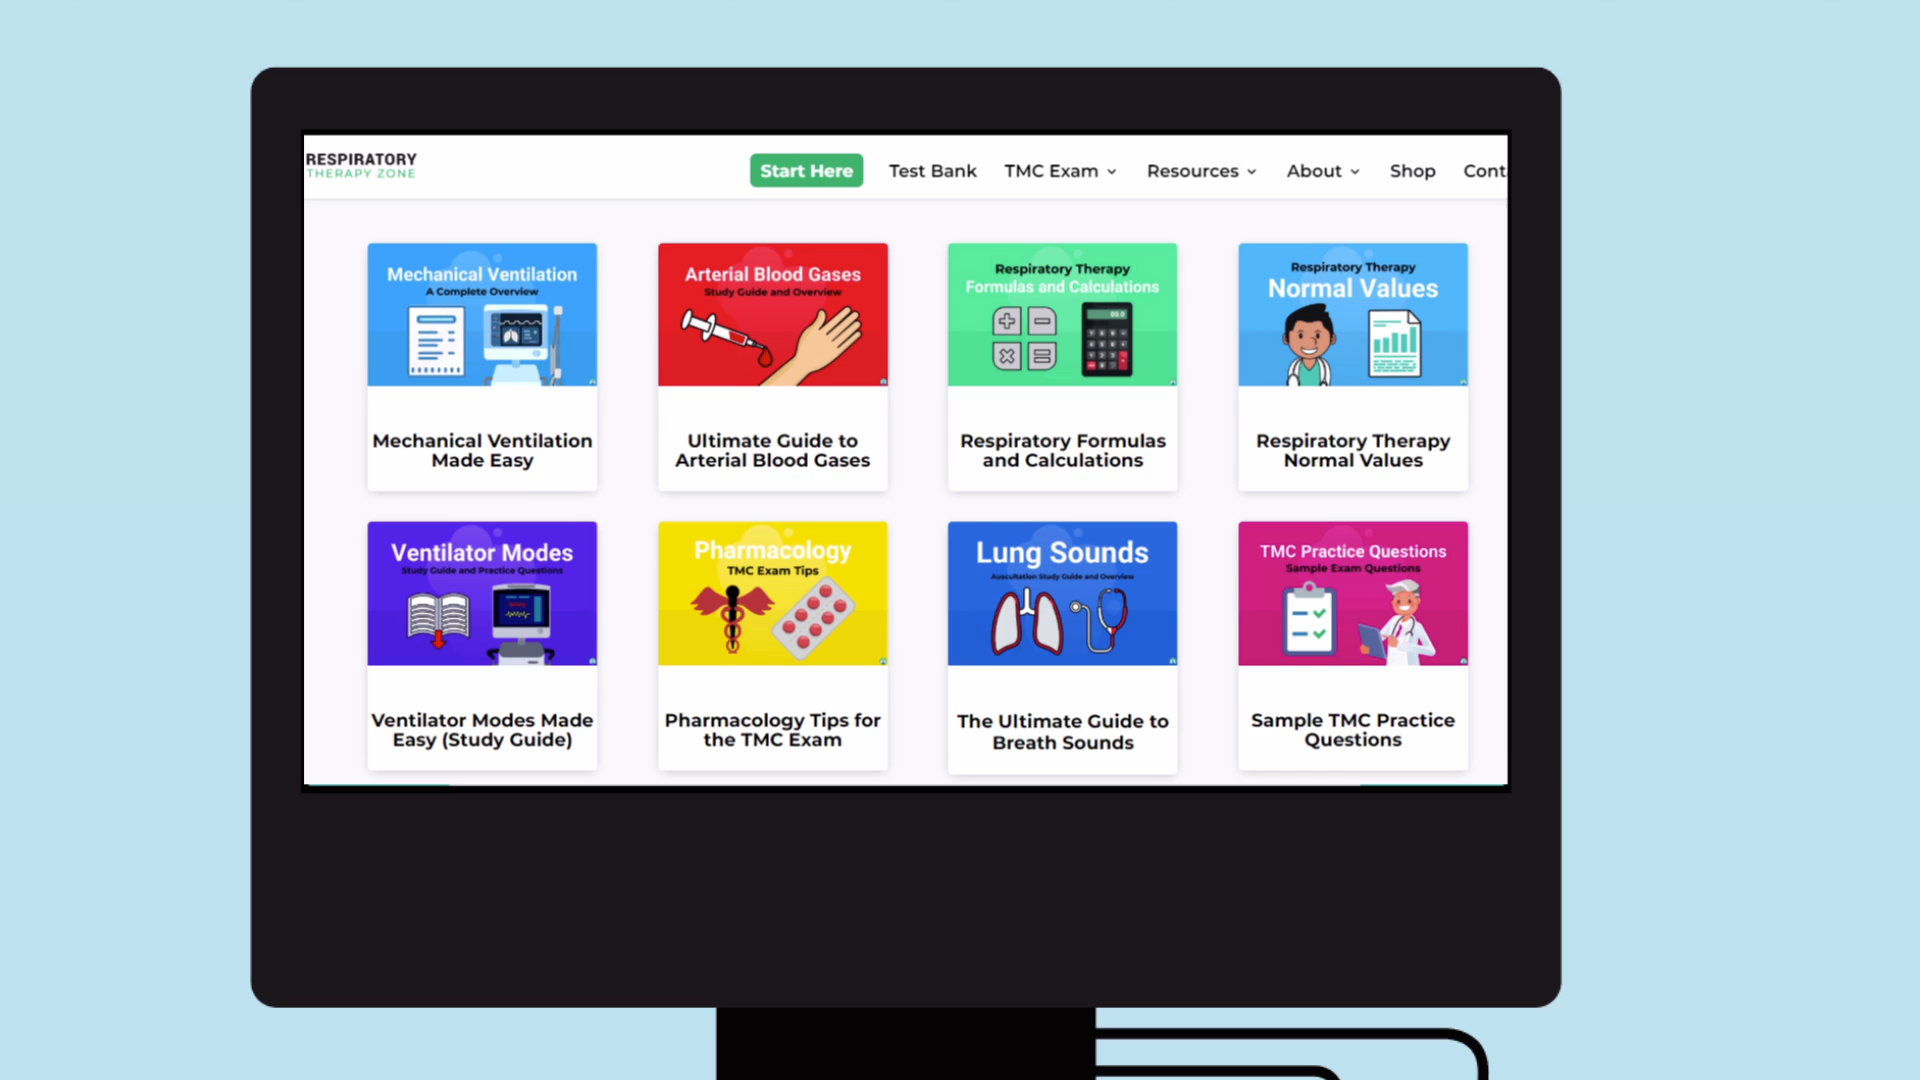 RESPIRATORY
THERAPY ZONE
Start Here
Test Bank
TMC Exam
Resources
About
Shop
Cont
Mechanical Ventilation
A Complete Overview
Mechanical Ventilation
Made Easy
Arterial Blood Gases
Study Guide and Overview
Ultimate Guide to
Arterial Blood Gases
Respiratory Therapy
Formulas and Calculations
Respiratory Formulas
and Calculations
Respiratory Therapy
Normal Values
Respiratory Therapy
Normal Values
Ventilator Modes
Study Guide and Practice Questions
Ventilator Modes Made
Easy (Study Guide)
Pharmacology
TMC Exam Tips
Pharmacology Tips for
the TMC Exam
Lung Sounds
Auscultation Study Guide and Overview
The Ultimate Guide to
Breath Sounds
TMC Practice Questions
Sample Exam Questions
Sample TMC Practice
Questions